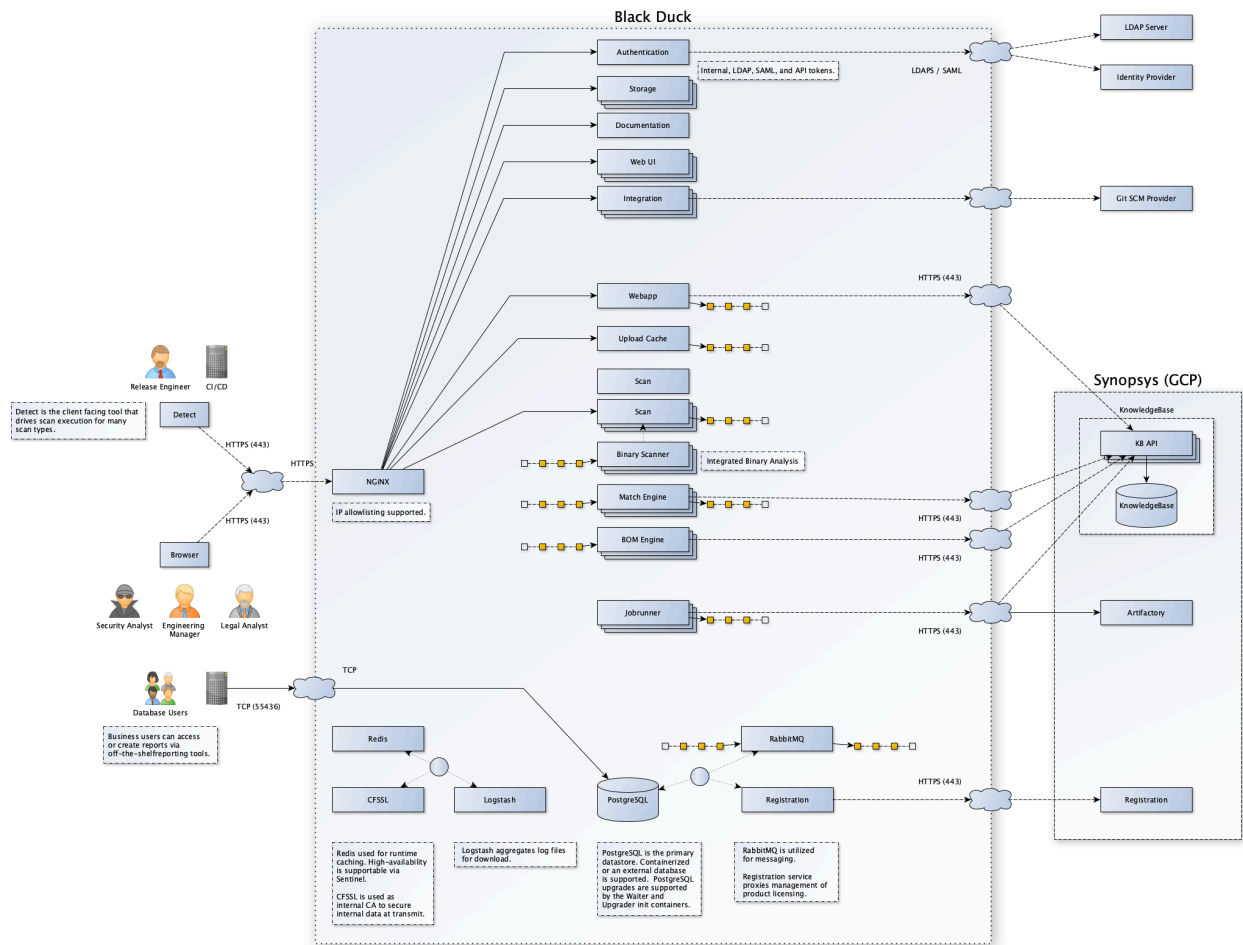 Black Duck
Authentication
Internal, LDAP, SAML, and API tokens.
LDAPS / SAML
LDAP Server
Identity Provider
Storage
Documentation
Web UI
Integration
Git SCM Provider
HTTPS (443)
Webapp
Upload Cache
Release Engineer
CI/CD
Scan
Synopsys (GCP)
Detect is the client facing tool that
drives scan execution for many
scan types.
Detect
Scan
KnowledgeBase
KB API
HTTPS (443)
HTTPS
Binary Scanner
Integrated Binary Analysis
NGINX
IP allowlisting supported.
Match Engine
HTTPS (443)
KnowledgeBase
HTTPS (443)
Browser
BOM Engine
HTTPS (443)
Security Analyst
Engineering
Manager
Legal Analyst
Jobrunner
HTTPS (443)
Artifactory
TCP
Database Users
TCP (55436)
Business users can access
or create reports via
off-the-shelfreporting tools.
Redis
RabbitMQ
CFSSL
Logstash
PostgreSQL
Registration
HTTPS (443)
Registration
Redis used for runtime
caching. High-availability
is supportable via
Sentinel.
CFSSL is used as
internal CA to secure
internal data at transmit.
Logstash aggregates log files
for download.
PostgreSQL is the primary
datastore. Containerized
or an external database
is supported. PostgreSQL
upgrades are supported
by the Waiter and
Upgrader init containers.
RabbitMQ is utilized
for messaging.
Registration service
proxies management of
product licensing.